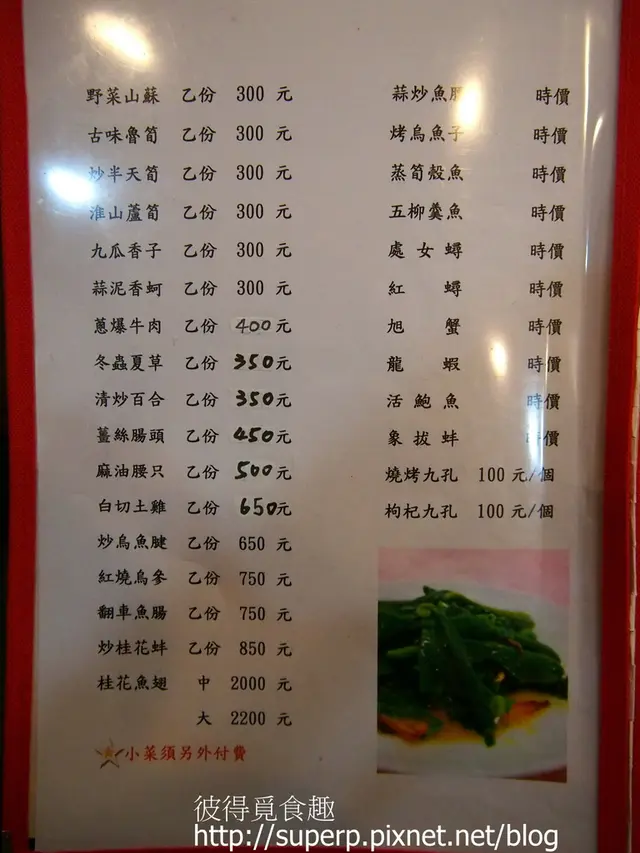 野菜山蘇 乙份 300 元
古味魯筍 乙份 300 元
炒半天筍 乙份 300 元
淮山蘆筍 乙份 300 元
九瓜香子 乙份 300 元
蒜泥香蚵 乙份 300 元
蔥爆牛肉 乙份 400元
冬蟲夏草 乙份 350元
清炒百合 乙份 350元
薑絲腸頭 乙份 450元
麻油腰只 乙份 500元
白切土雞 乙份 650元
炒烏魚腱 乙份 650 元
紅燒烏參 乙份 750 元
翻車魚腸 乙份 750 元
炒桂花蚌 乙份 850 元
桂花魚翅 中 2000 元
大 2200 元
小菜須另外付費
蒜炒魚 時價
烤烏魚子 時價
蒸筍殼魚 時價
五柳羹魚 時價
處女蟳 時價
紅蟳 時價
旭蟹 時價
龍蝦 時價
活鮑魚 時價
象拔蚌 時價
燒烤九孔 100 元/個
枸杞九孔 100 元/個
彼得覓食趣
http://superp.pixnet.net/blog